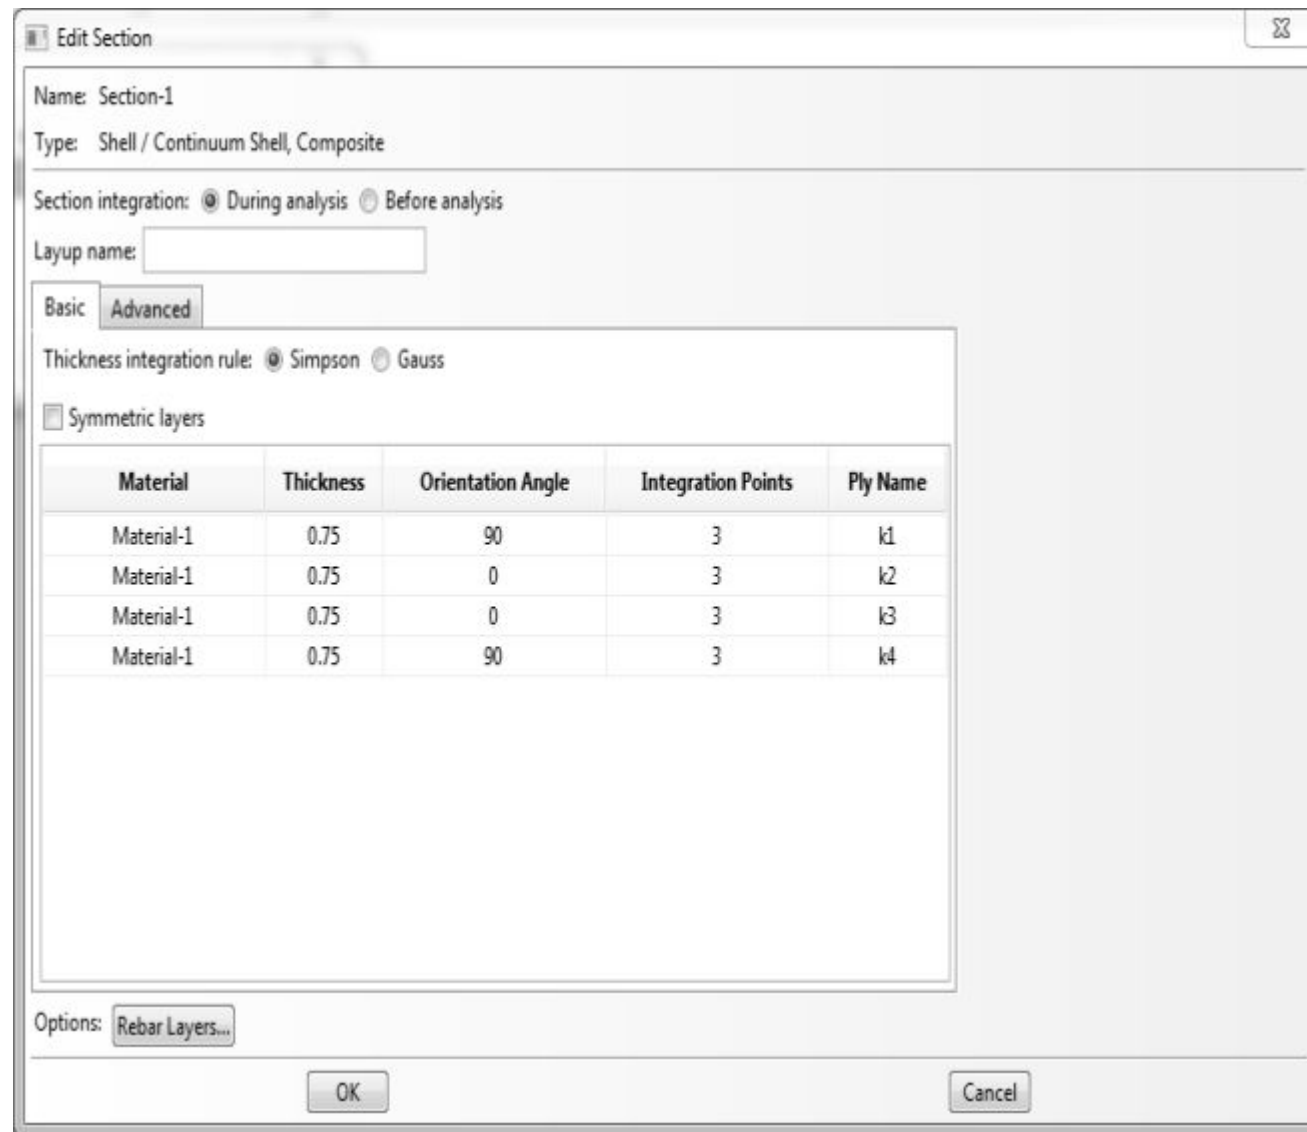 Edit Section
Name: Section-1
Type: Shell / Continuum Shell, Composite
Section integration: During analysis Before analysis
Layup name:
Basic Advanced
Thickness integration rule: Simpson Gauss
Symmetric layers
Material Thickness Orientation Angle Integration Points Ply Name
Material-1 0.75 90 3 k1
Material-1 0.75 0 3 k2
Material-1 0.75 0 3 k3
Material-1 0.75 90 3 k4
Options: Rebar Layers...
OK Cancel